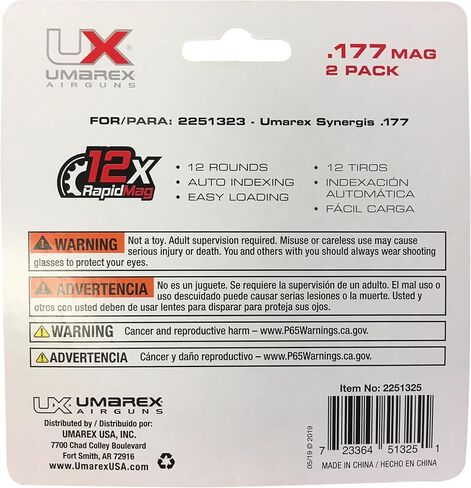 UX
UMAREX
AIRGUNS
.177 MAG
2 PACK
FOR/PARA: 2251323 - Umarex Synergis .177
12X
RapidMag
• 12 ROUNDS
• AUTO INDEXING
• EASY LOADING
• 12 TIROS
• INDEXACIÓN
AUTOMÁTICA
• FÁCIL CARGA
WARNING Not a toy. Adult supervision required. Misuse or careless use may cause
serious injury or death. You and others with you should always wear shooting
glasses to protect your eyes.
ADVERTENCIA No es un juguete. Se requiere la supervisión de un adulto. El mal uso o
uso descuidado puede causar serias lesiones o la muerte. Usted y
otros con usted deben de usar lentes para disparar para proteja sus ojos.
WARNING Cancer and reproductive harm – www.P65Warnings.ca.gov.
ADVERTENCIA Cáncer y daño reproductivo – www.P65Warnings.ca.gov.
UX UMAREX
AIRGUNS
Distributed by / Distribuido por:
UMAREX USA, INC.
7700 Chad Colley Boulevard
Fort Smith, AR 72916
www.UmarexUSA.com
Item No: 2251325
05/19 © 2019
7 23364 51325 1
MADE IN CHINA / HECHO EN CHINA